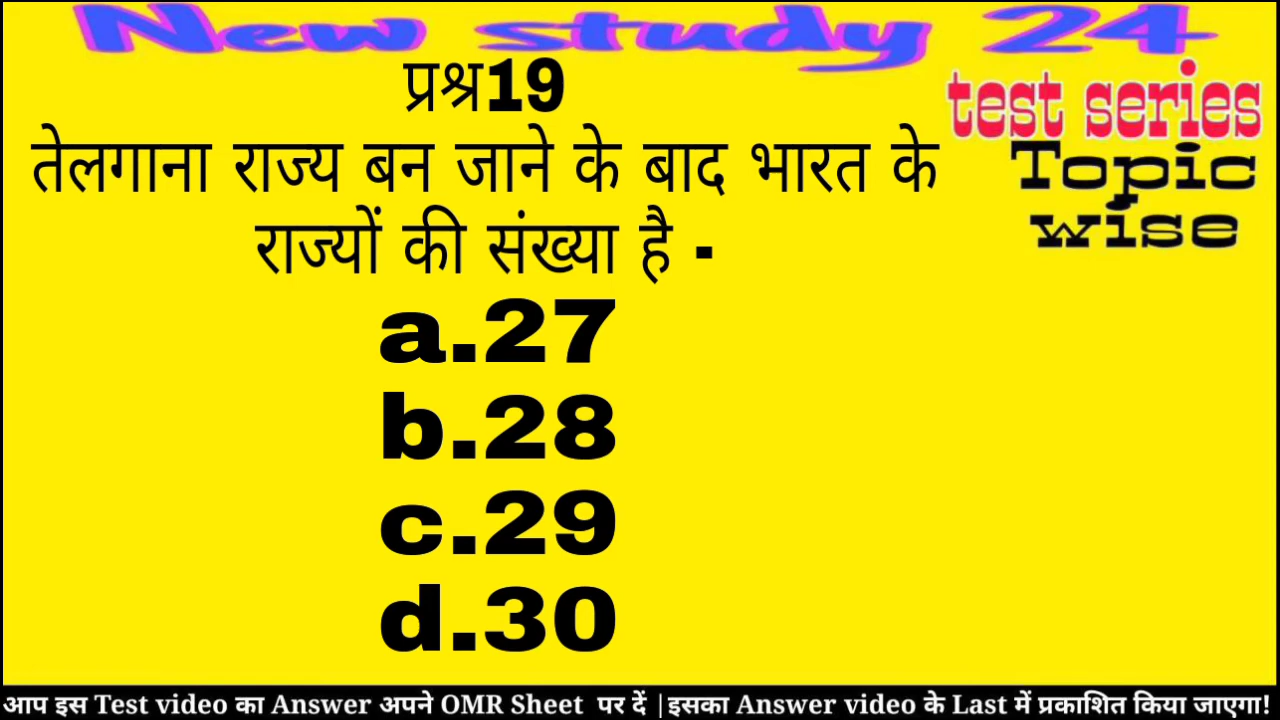 New study 24
test series
Topic
wise
प्रश्न19
तेलगाना राज्य बन जाने के बाद भारत के
राज्यों की संख्या है -
a.27
b.28
c.29
d.30
आप इस Test video का Answer अपने OMR Sheet पर दें |इसका Answer video के Last में प्रकाशित किया जाएगा!